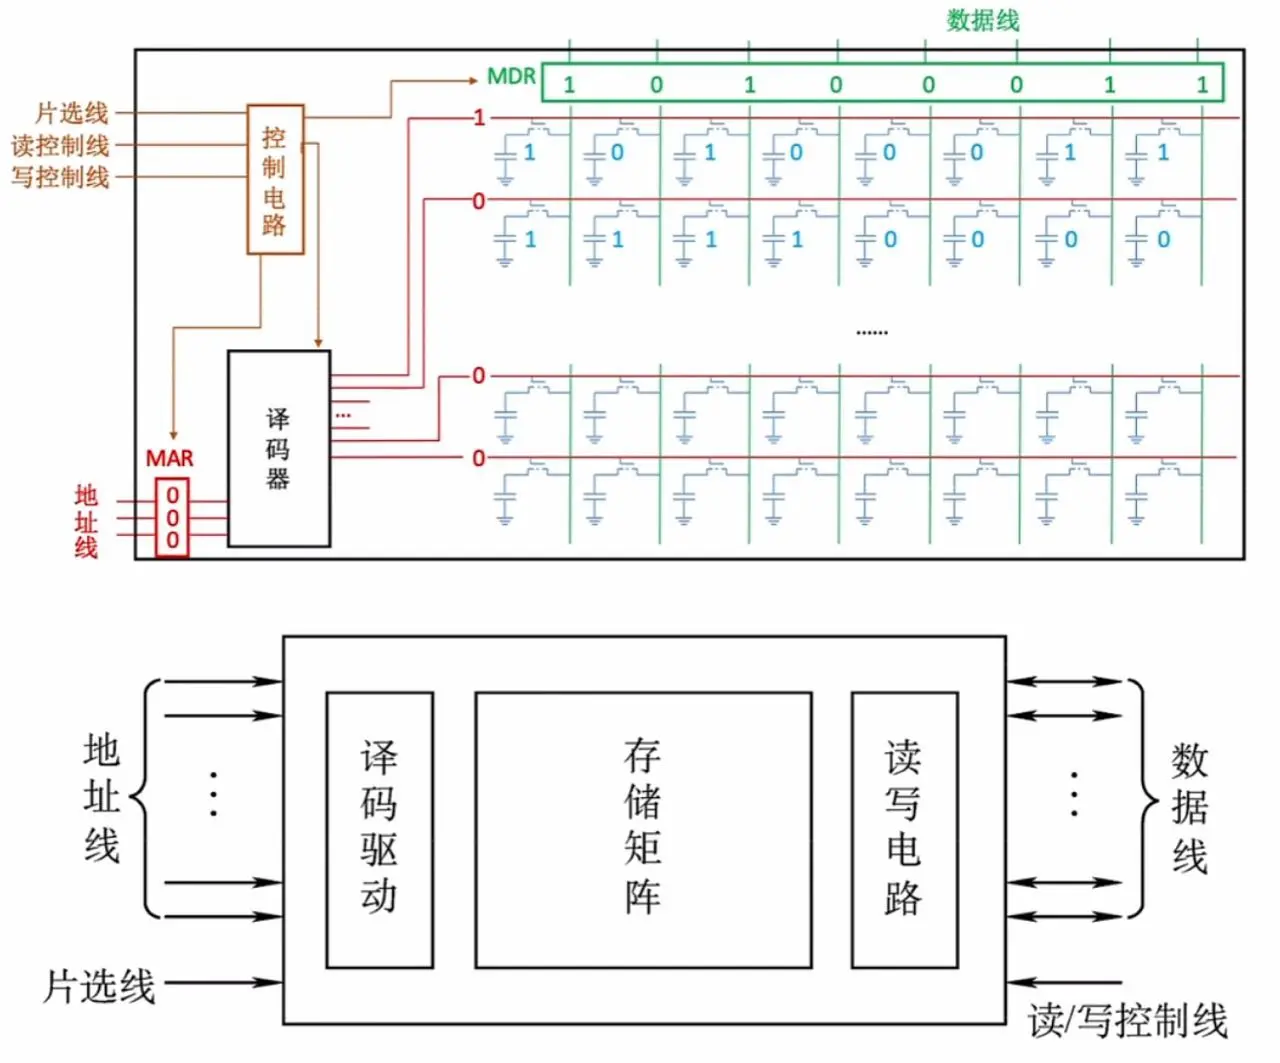 数据线
MDR 1 0 1 0 0 0 1 1
片选线
读控制线
写控制线
控制电路
1
1 0 1 0 0 0 1 1
0
1 1 1 1 0 0 0 0
......
0
0
译码器
...
MAR
0
0
0
地址线
地址线
译码驱动
存储矩阵
读写电路
数据线
片选线
读/写控制线